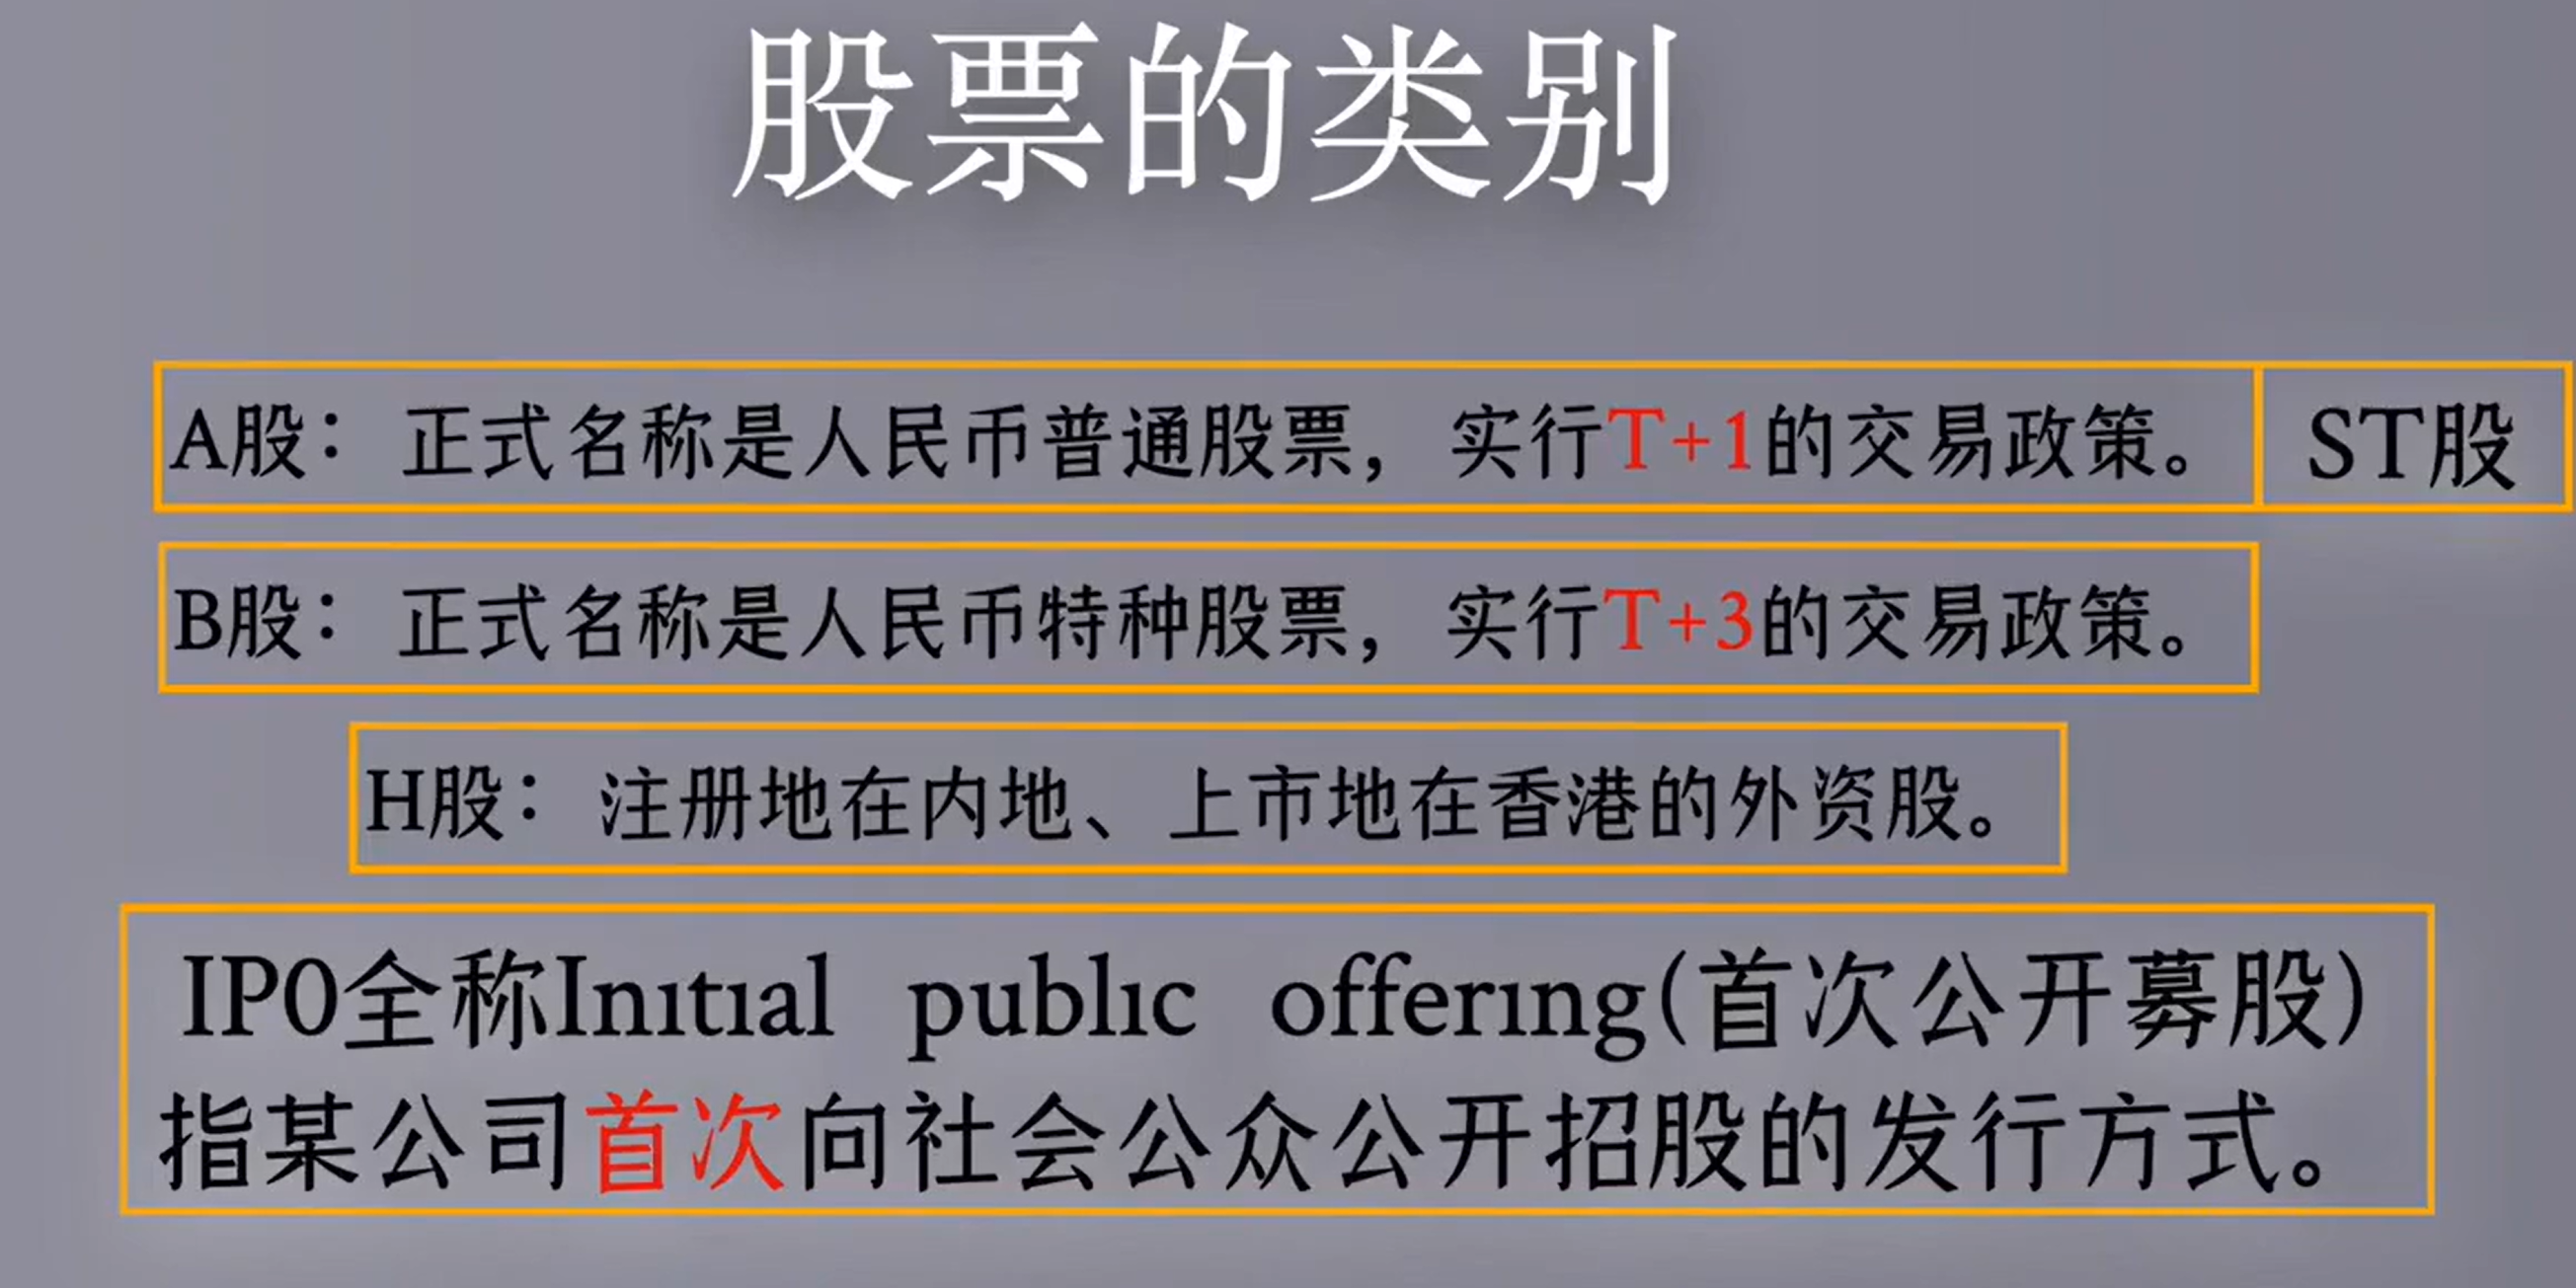 股票的类别
A股：正式名称是人民币普通股票，实行T+1的交易政策。 ST股
B股：正式名称是人民币特种股票，实行T+3的交易政策。
H股：注册地在内地、上市地在香港的外资股。
IPO全称Initial public offering(首次公开募股)
指某公司首次向社会公众公开招股的发行方式。